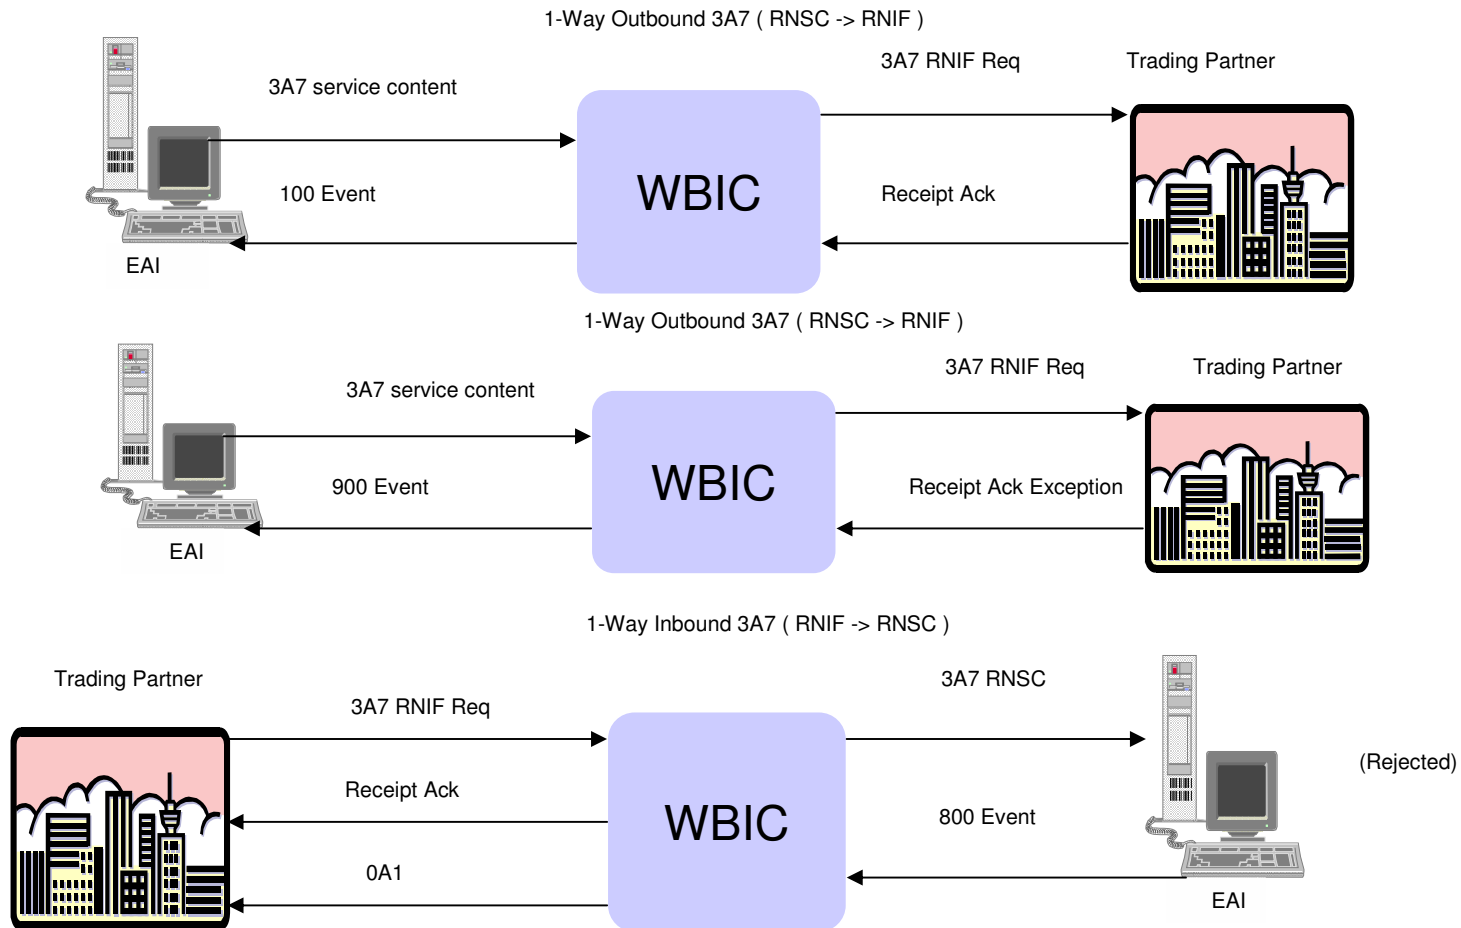 1-Way Outbound 3A7 ( RNSC -> RNIF )
3A7 RNIF Req
Trading Partner
3A7 service content
WBIC
100 Event
Receipt Ack
EAI
1-Way Outbound 3A7 ( RNSC -> RNIF )
3A7 RNIF Req
Trading Partner
3A7 service content
WBIC
900 Event
Receipt Ack Exception
EAI
1-Way Inbound 3A7 ( RNIF -> RNSC )
Trading Partner
3A7 RNSC
3A7 RNIF Req
(Rejected)
Receipt Ack
WBIC
800 Event
0A1
EAI